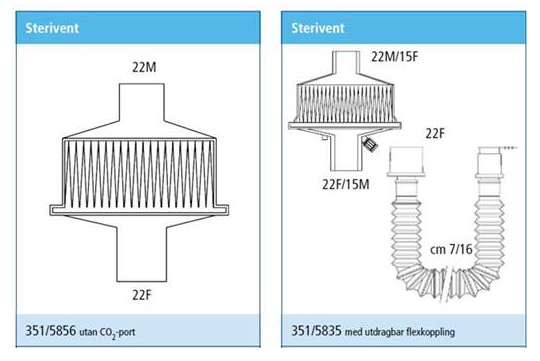 Sterivent
22M
22F
351/5856 utan CO₂-port
Sterivent
22M/15F
22F
22F/15M
cm 7/16
351/5835 med utdragbar flexkoppling